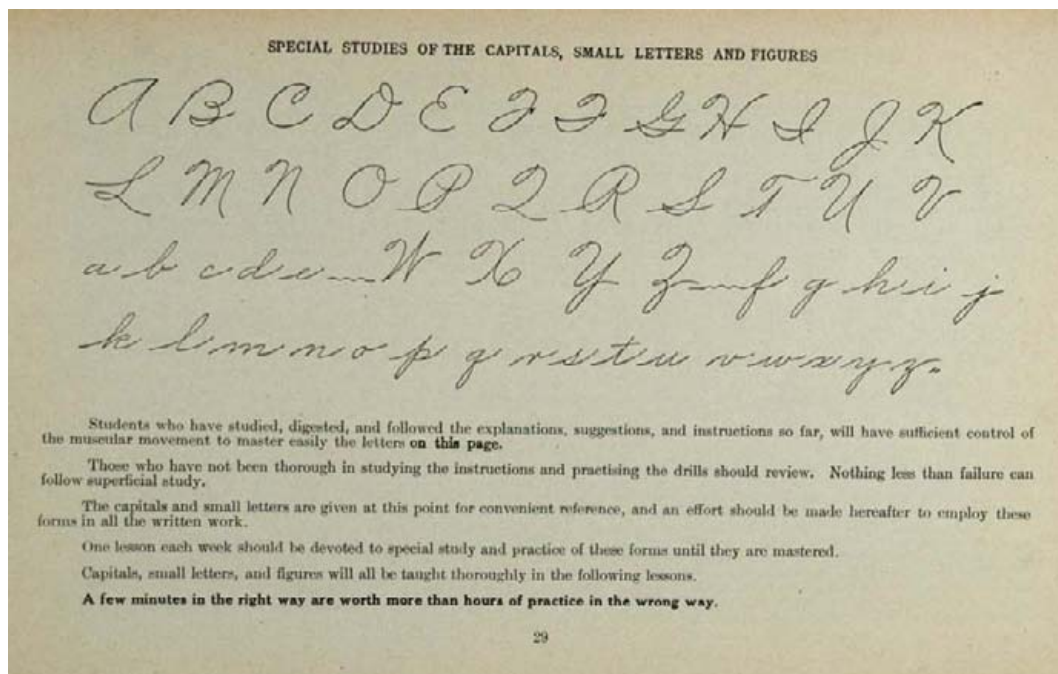 SPECIAL STUDIES OF THE CAPITALS, SMALL LETTERS AND FIGURES
A B C D E F F G H I J K
L M N O P Q R S T U V
a b c d e W X Y Z f g h i j
k l m n o p q r s t u v w x y z
Students who have studied, digested, and followed the explanations, suggestions, and instructions so far, will have sufficient control of
the muscular movement to master easily the letters on this page.
Those who have not been thorough in studying the instructions and practising the drills should review. Nothing less than failure can
follow superficial study.
The capitals and small letters are given at this point for convenient reference, and an effort should be made hereafter to employ these
forms in all the written work.
One lesson each week should be devoted to special study and practice of these forms until they are mastered.
Capitals, small letters, and figures will all be taught thoroughly in the following lessons.
A few minutes in the right way are worth more than hours of practice in the wrong way.
29